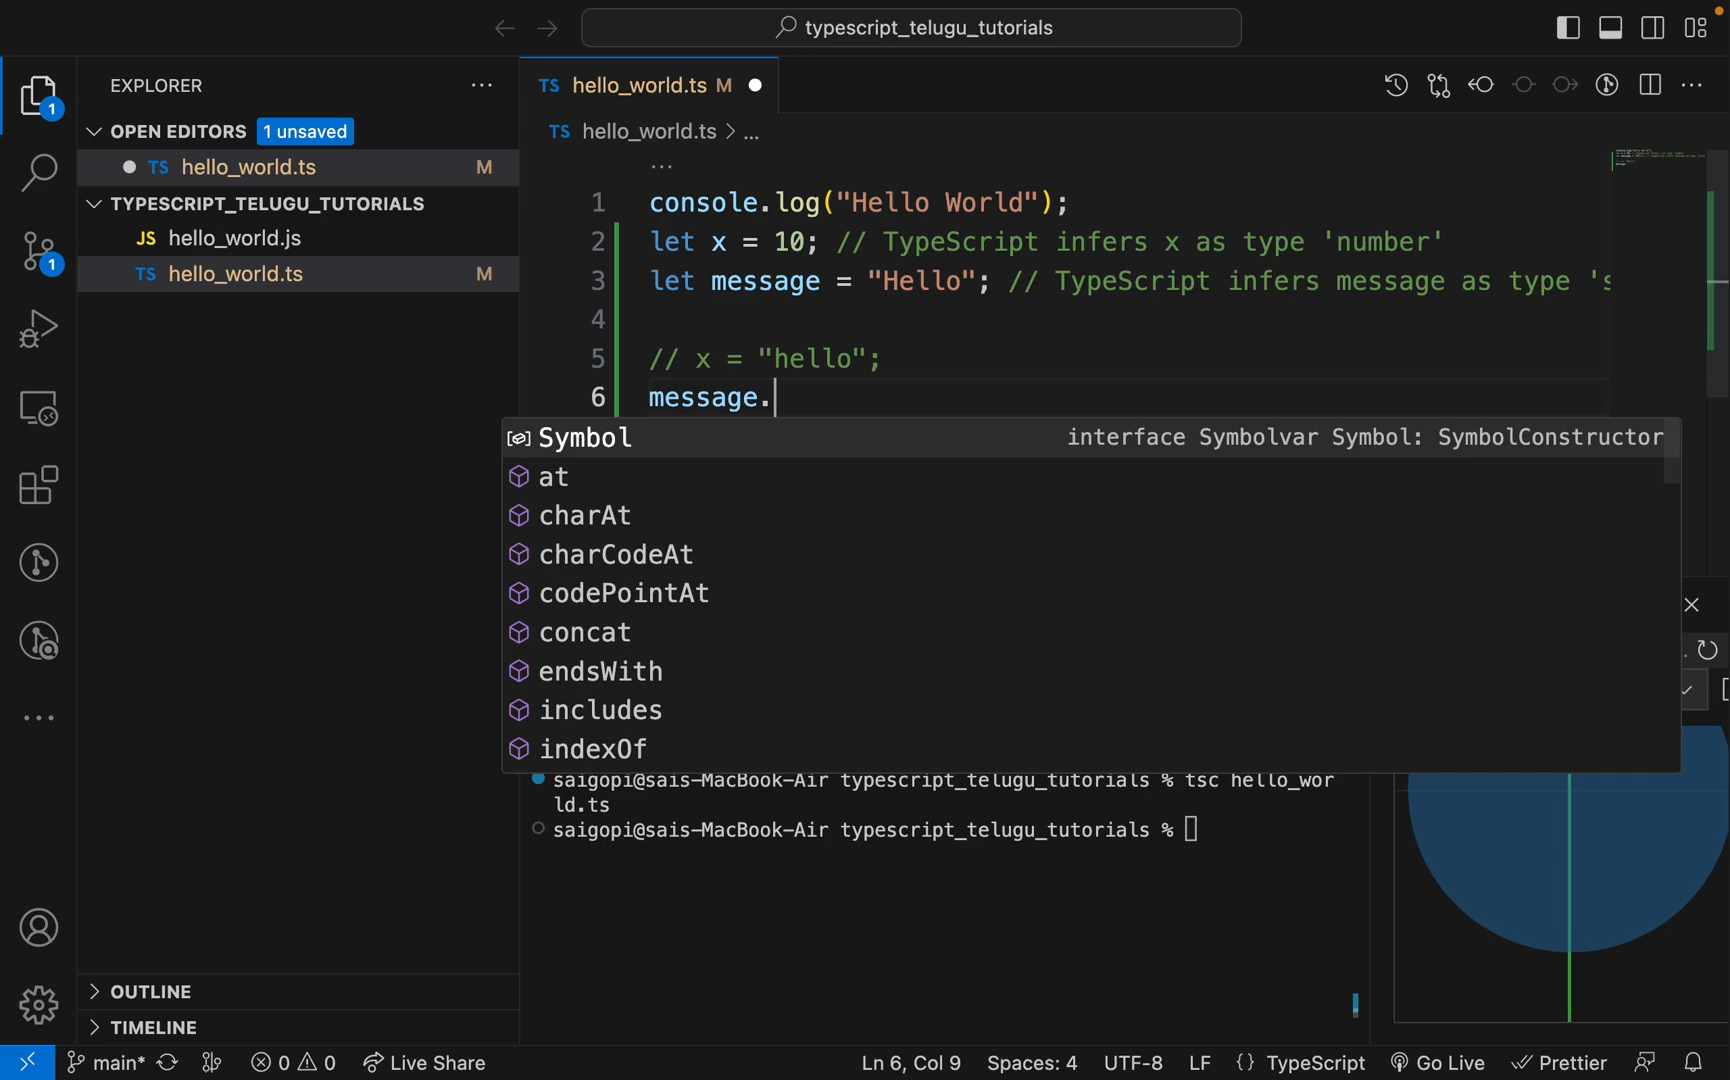 typescript_telugu_tutorials
EXPLORER
TS hello_world.ts M
1
OPEN EDITORS 1 unsaved
TS hello_world.ts > ...
TS hello_world.ts M
TYPESCRIPT_TELUGU_TUTORIALS
JS hello_world.js
TS hello_world.ts M
1
1 console.log("Hello World");
2 let x = 10; // TypeScript infers x as type 'number'
3 let message = "Hello"; // TypeScript infers message as type 's
4
5 // x = "hello";
6 message.
Symbol interface Symbolvar Symbol: SymbolConstructor
at
charAt
charCodeAt
codePointAt
concat
endsWith
includes
indexOf
saigopi@sais-MacBook-Air typescript_telugu_tutorials % tsc hello_wor
ld.ts
saigopi@sais-MacBook-Air typescript_telugu_tutorials %
OUTLINE
TIMELINE
main* 0 0 Live Share Ln 6, Col 9 Spaces: 4 UTF-8 LF {} TypeScript Go Live Prettier